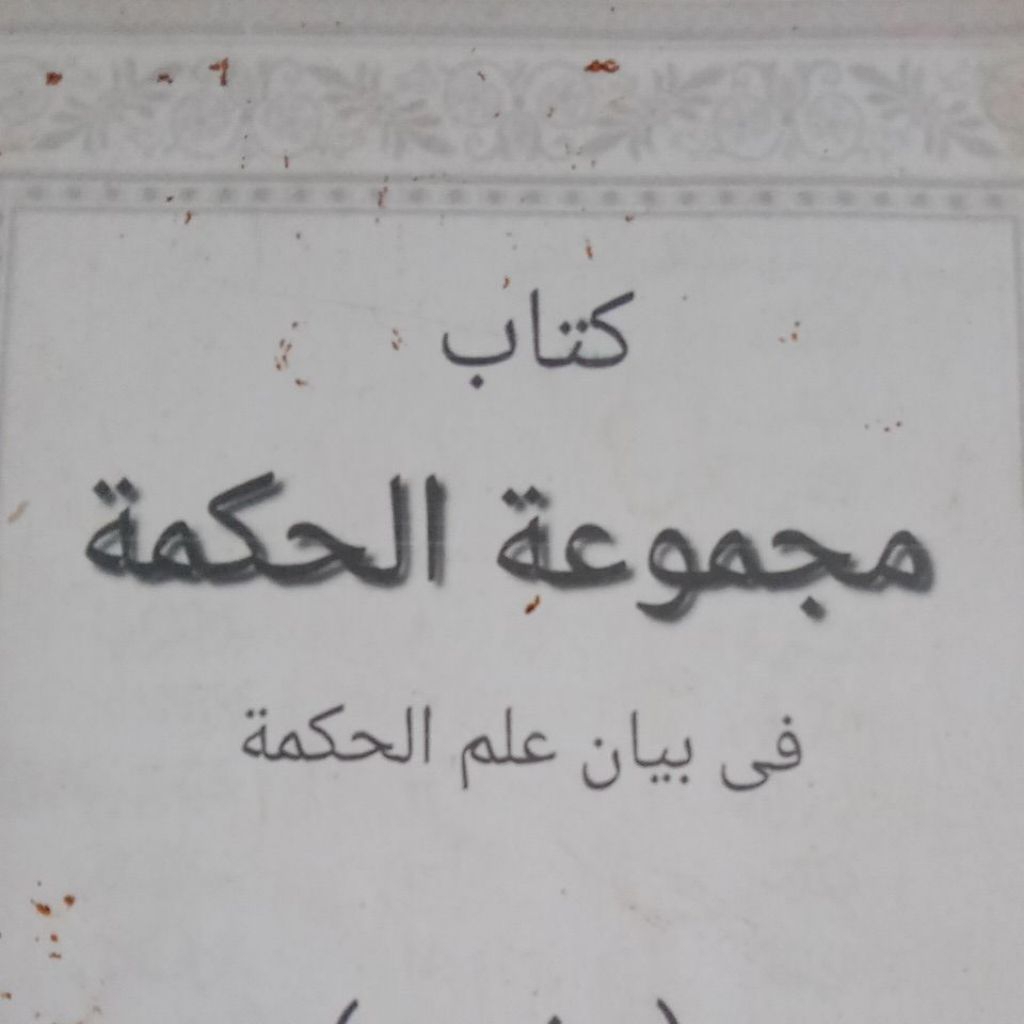 كتاب
مجموعة الحكمة
فى بيان علم الحكمة